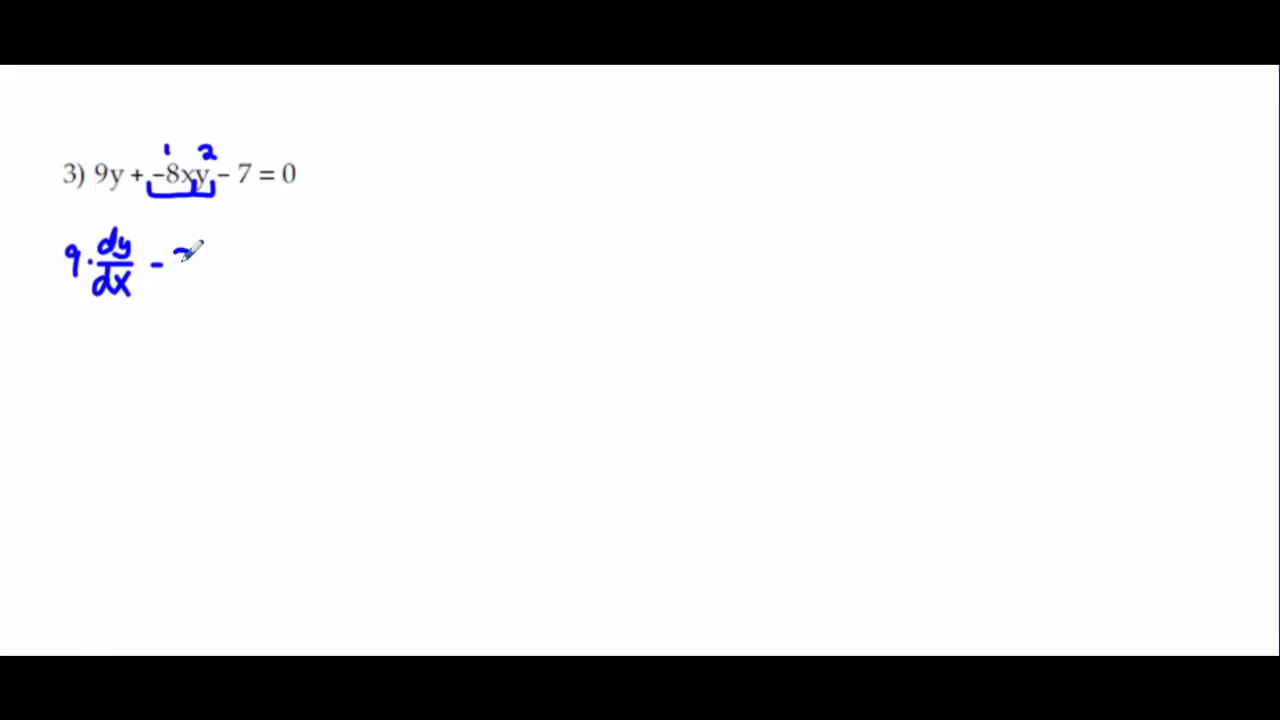 1 2
3) 9y + -8xy - 7 = 0
9 · dy/dx -